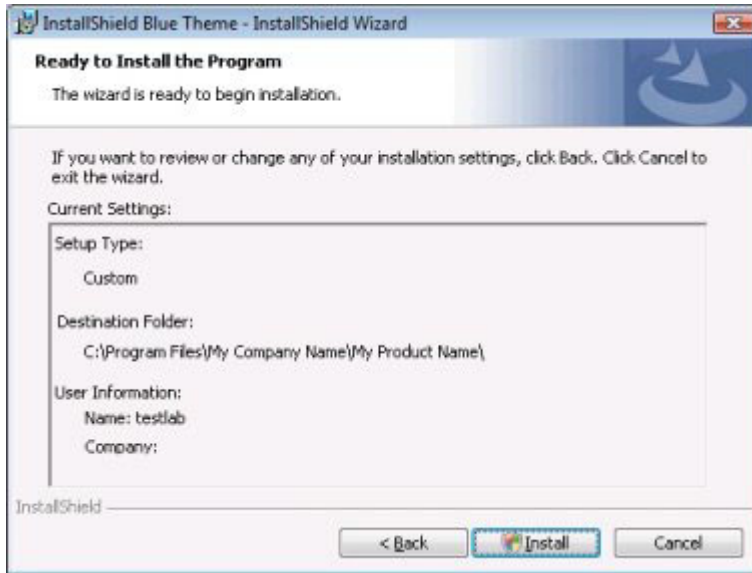 InstallShield Blue Theme - InstallShield Wizard
Ready to Install the Program
The wizard is ready to begin installation.
If you want to review or change any of your installation settings, click Back. Click Cancel to
exit the wizard.
Current Settings:
Setup Type:
Custom
Destination Folder:
C:\Program Files\My Company Name\My Product Name\
User Information:
Name: testlab
Company:
InstallShield
< Back
Install
Cancel